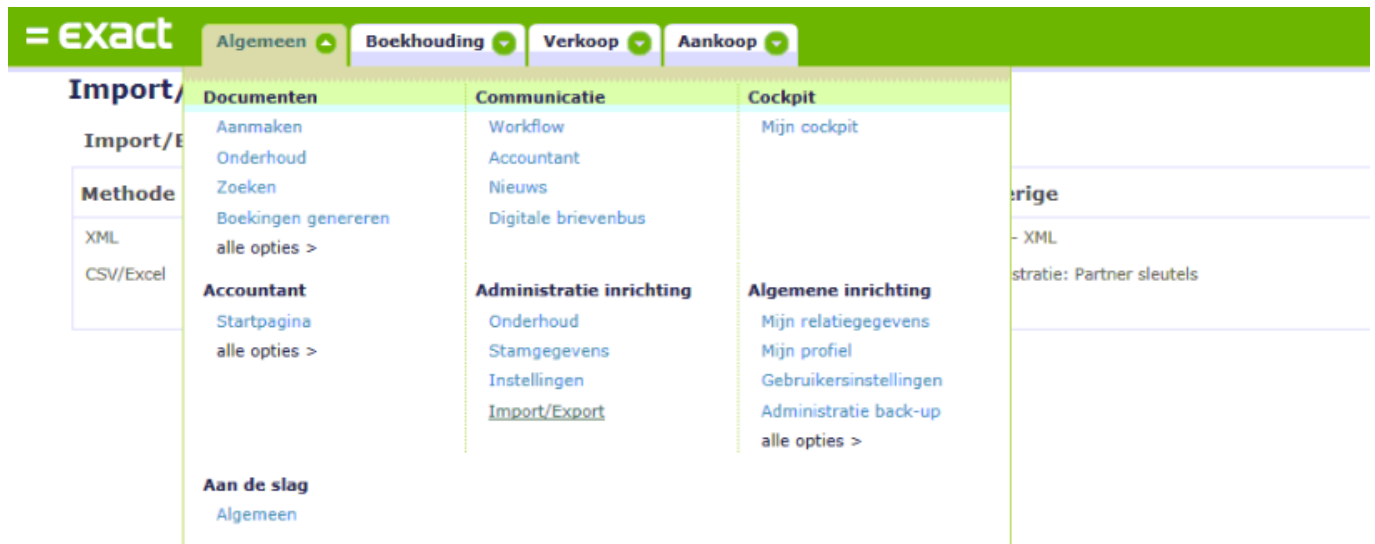 = exact
Algemeen Boekhouding Verkoop Aankoop
Import/
Import/E
Methode
XML
CSV/Excel
Documenten
Aanmaken
Onderhoud
Zoeken
Boekingen genereren
alle opties >
Communicatie
Workflow
Accountant
Nieuws
Digitale brievenbus
Cockpit
Mijn cockpit
Accountant
Startpagina
alle opties >
Administratie inrichting
Onderhoud
Stamgegevens
Instellingen
Import/Export
Algemene inrichting
Mijn relatiegegevens
Mijn profiel
Gebruikersinstellingen
Administratie back-up
alle opties >
Aan de slag
Algemeen
erige
- XML
stratie: Partner sleutels